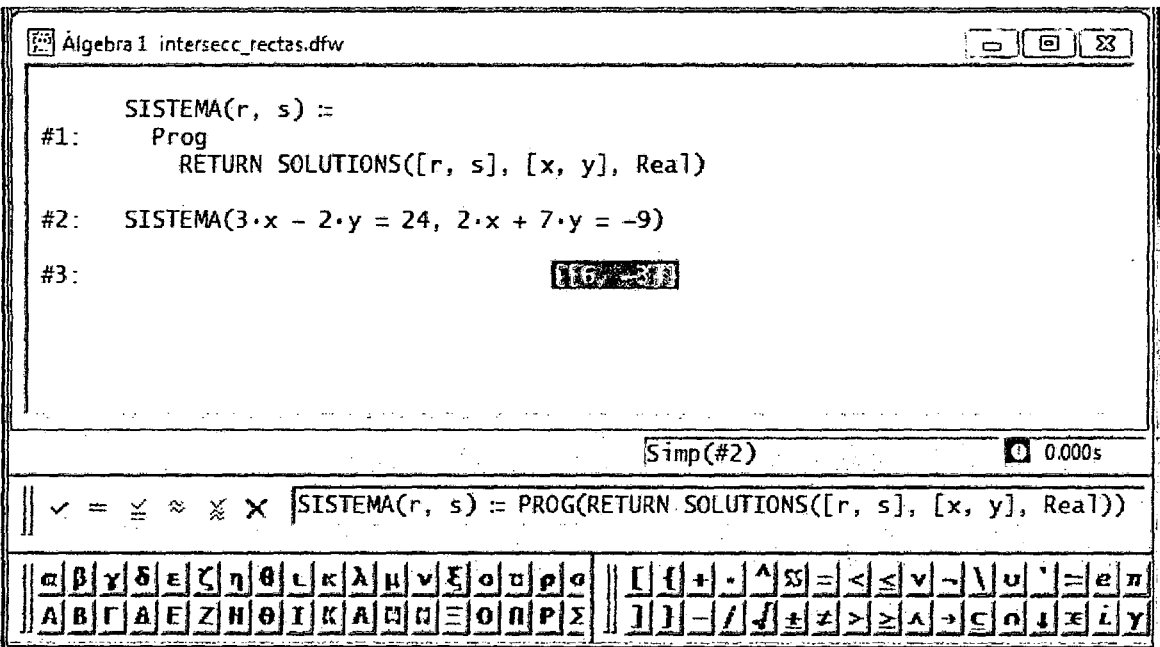 Álgebra 1 intersecc_rectas.dfw
SISTEMA(r, s) :=
#1: Prog
RETURN SOLUTIONS([r, s], [x, y], Real)
#2: SISTEMA(3·x − 2·y = 24, 2·x + 7·y = −9)
#3: [[6, −3]]
Simp(#2) 0.000s
SISTEMA(r, s) := PROG(RETURN SOLUTIONS([r, s], [x, y], Real))
α β γ δ ε ζ η θ ι κ λ μ ν ξ ο π ρ σ [ { + · ^ % = < ≤ ∨ ¬ \ ∪ ` := e π
Α Β Γ Δ Ε Ζ Η Θ Ι Κ Λ Ξ Ο Π Ρ Σ ] } − / √ ± ≠ > ≥ ∧ → ⊆ ∩ ↓ i γ